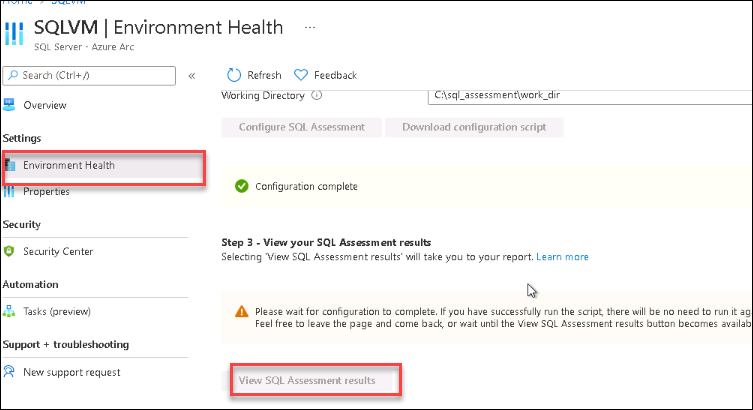 Home > SQLVM
SQLVM | Environment Health ...
SQL Server - Azure Arc
Search (Ctrl+/)
«
Refresh
Feedback
Overview
Working Directory
C:\sql_assessment\work_dir
Configure SQL Assessment
Download configuration script
Settings
Environment Health
Properties
Configuration complete
Security
Security Center
Step 3 - View your SQL Assessment results
Selecting 'View SQL Assessment results' will take you to your report. Learn more
Automation
Tasks (preview)
Please wait for configuration to complete. If you have successfully run the script, there will be no need to run it ag
Feel free to leave the page and come back, or wait until the View SQL Assessment results button becomes availa
Support + troubleshooting
New support request
View SQL Assessment results